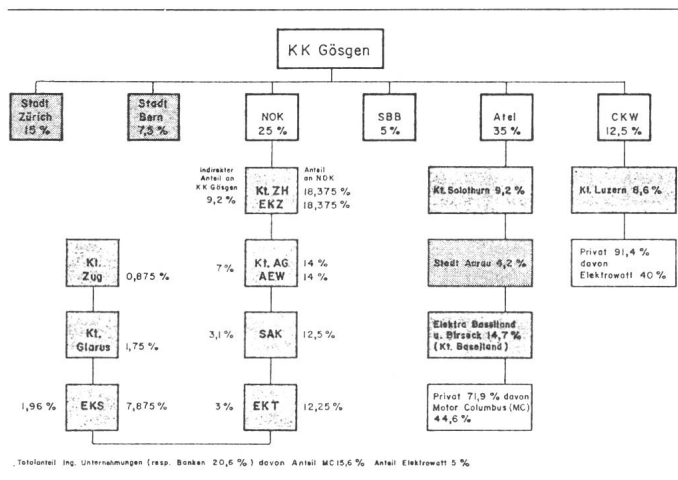 KK Gösgen
Stadt
Zürich
15 %
Stadt
Bern
7,5 %
NOK
25 %
SBB
5 %
Atel
35 %
CKW
12,5 %
indirekter
Anteil an
KK Gösgen
9,2 %
Kt. ZH
EKZ
Anteil
an NOK
18,375 %
18,375 %
Kt. Solothurn 9,2 %
Kt. Luzern 8,6 %
Kt.
Zug
0,875 %
7 %
Kt. AG
AEW
14 %
14 %
Stadt Aarau 4,2 %
Privat 91,4 %
davon
Elektrowatt 40 %
Kt.
Glarus
1,75 %
3,1 %
SAK
12,5 %
Elektra Baselland
u. Birseck 14,7 %
(Kt. Baselland)
1,96 %
EKS
7,875 %
3 %
EKT
12,25 %
Privat 71,9 % davon
Motor Columbus (MC)
44,6 %
Totalanteil Ing. Unternehmungen (resp. Banken 20,6 %) davon Anteil MC 15,6 % Anteil Elektrowatt 5 %